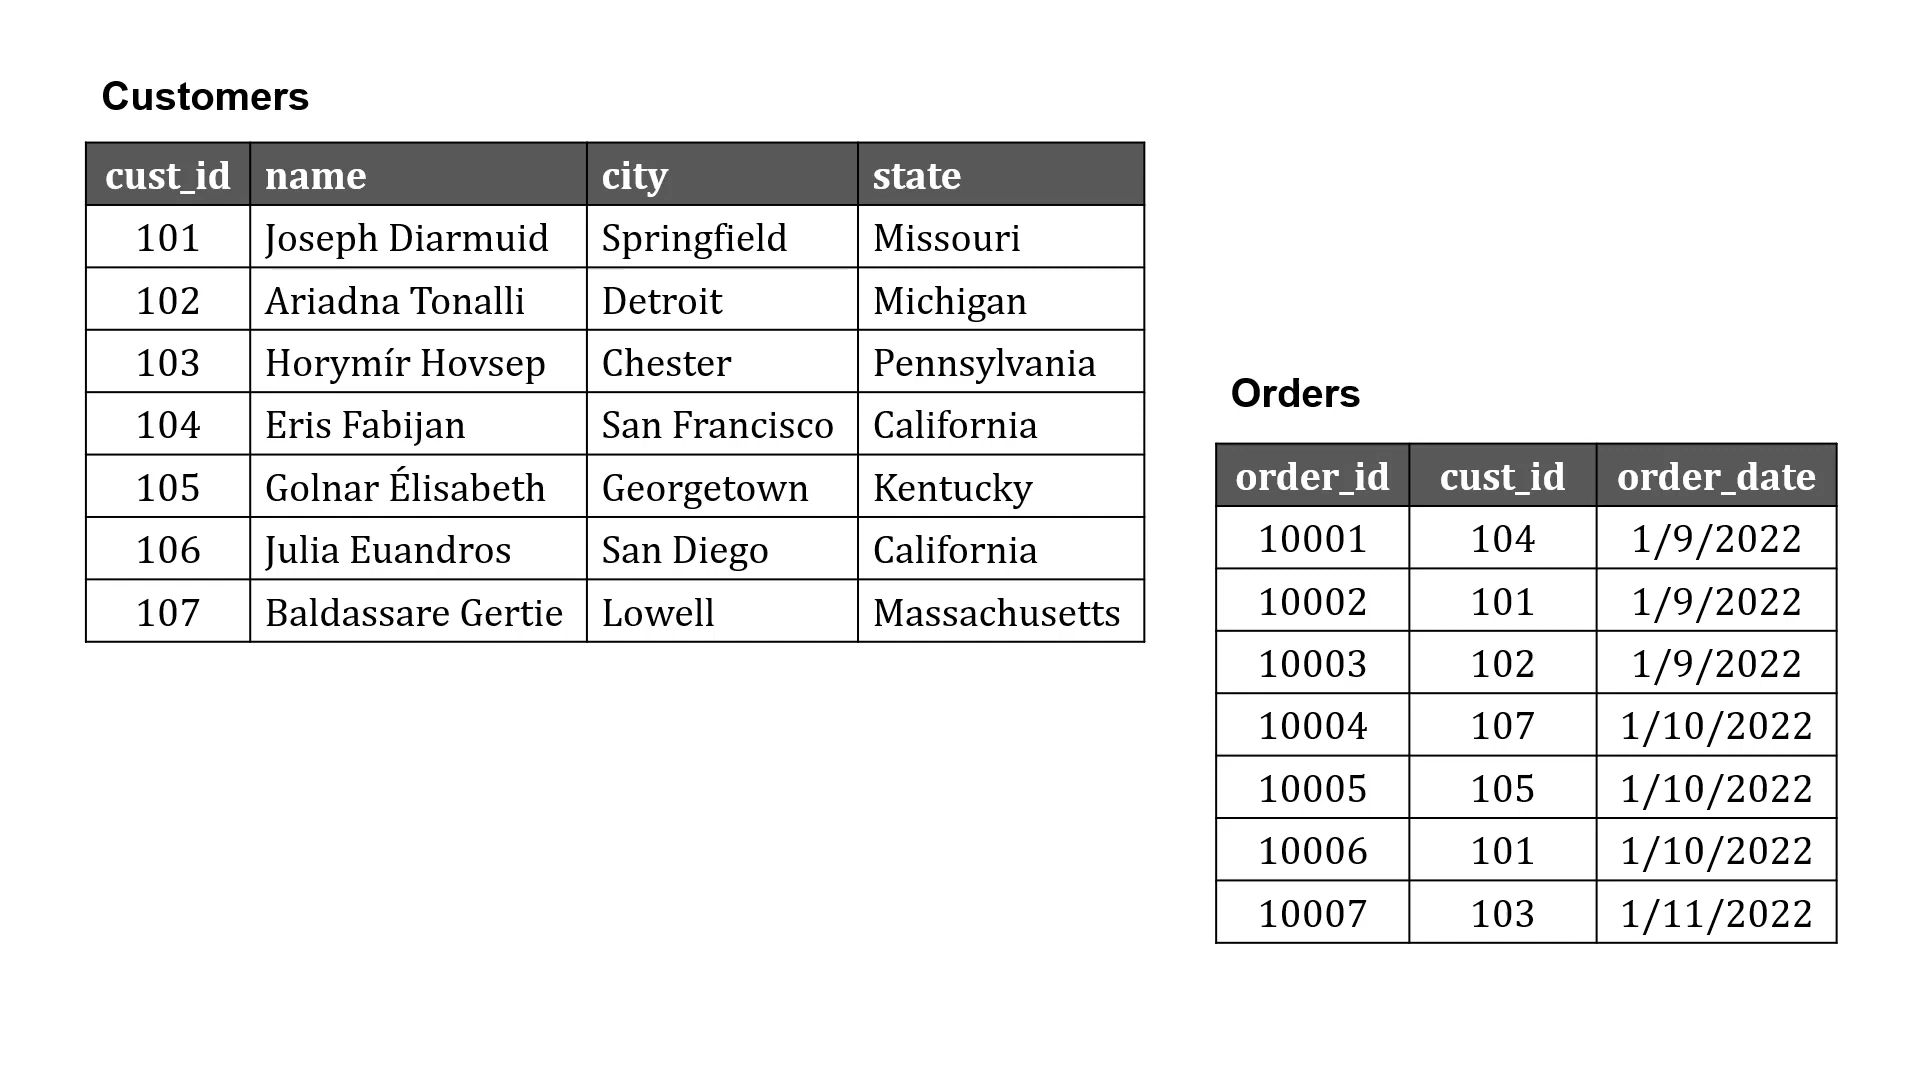 Customers
cust_id name city state
101 Joseph Diarmuid Springfield Missouri
102 Ariadna Tonalli Detroit Michigan
103 Horymír Hovsep Chester Pennsylvania
104 Eris Fabijan San Francisco California
105 Golnar Élisabeth Georgetown Kentucky
106 Julia Euandros San Diego California
107 Baldassare Gertie Lowell Massachusetts
Orders
order_id cust_id order_date
10001 104 1/9/2022
10002 101 1/9/2022
10003 102 1/9/2022
10004 107 1/10/2022
10005 105 1/10/2022
10006 101 1/10/2022
10007 103 1/11/2022